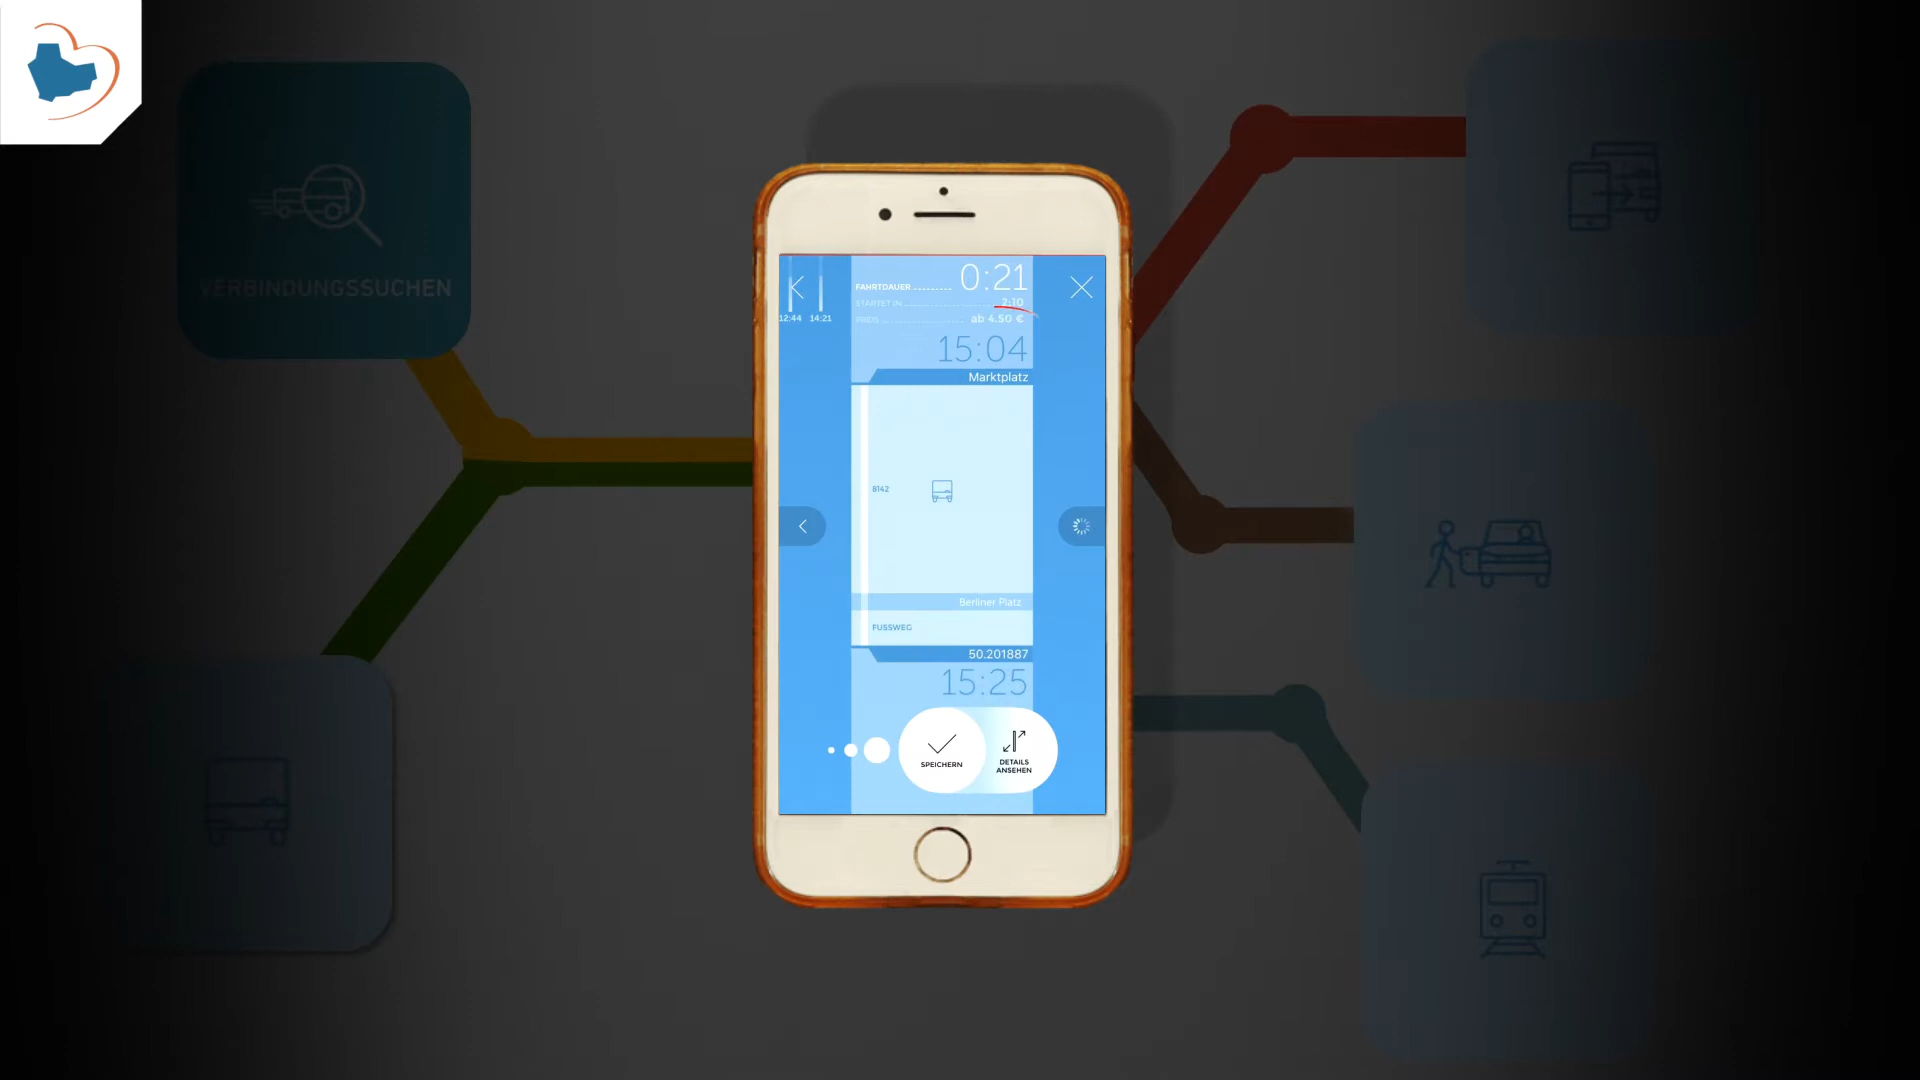 VERBINDUNGSSUCHEN
12:44 14:21
FAHRTDAUER 0:21
STARTET IN 2:10
PREIS ab 4.50 €
15:04
Marktplatz
8142
Berliner Platz
FUSSWEG
50.201887
15:25
SPEICHERN
DETAILS
ANSEHEN